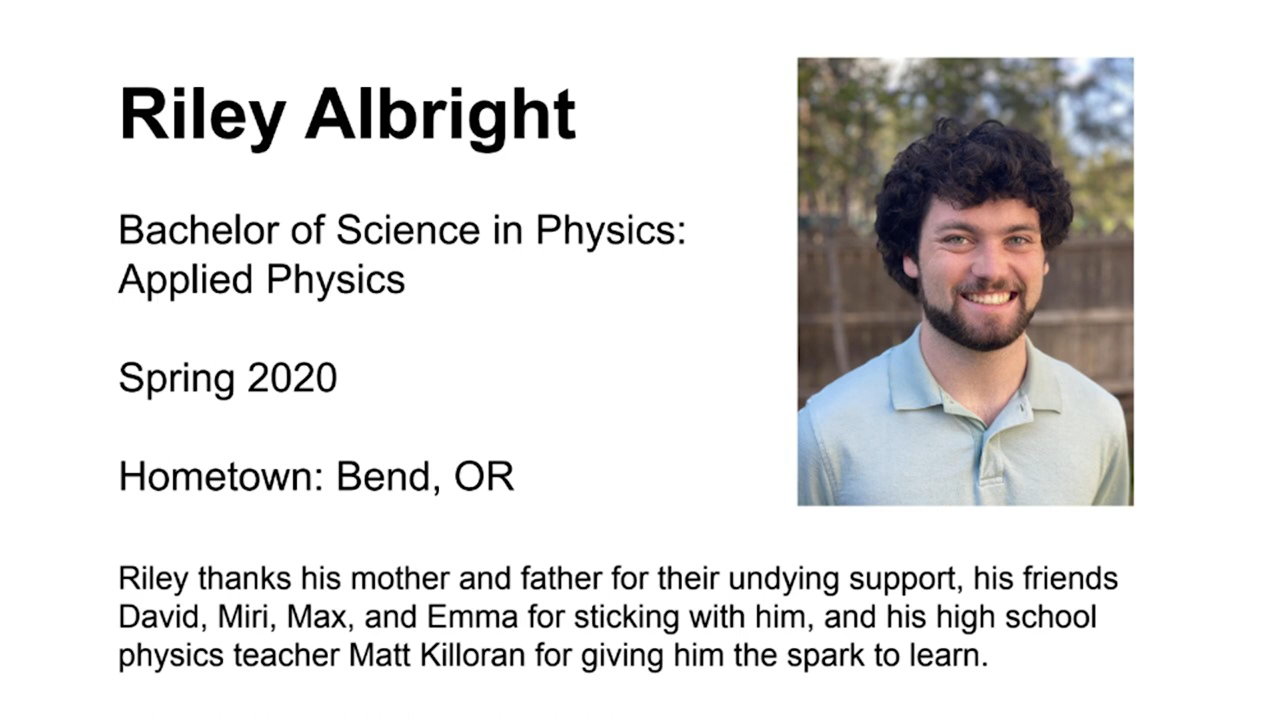 Riley Albright
Bachelor of Science in Physics:
Applied Physics
Spring 2020
Hometown: Bend, OR
Riley thanks his mother and father for their undying support, his friends
David, Miri, Max, and Emma for sticking with him, and his high school
physics teacher Matt Killoran for giving him the spark to learn.